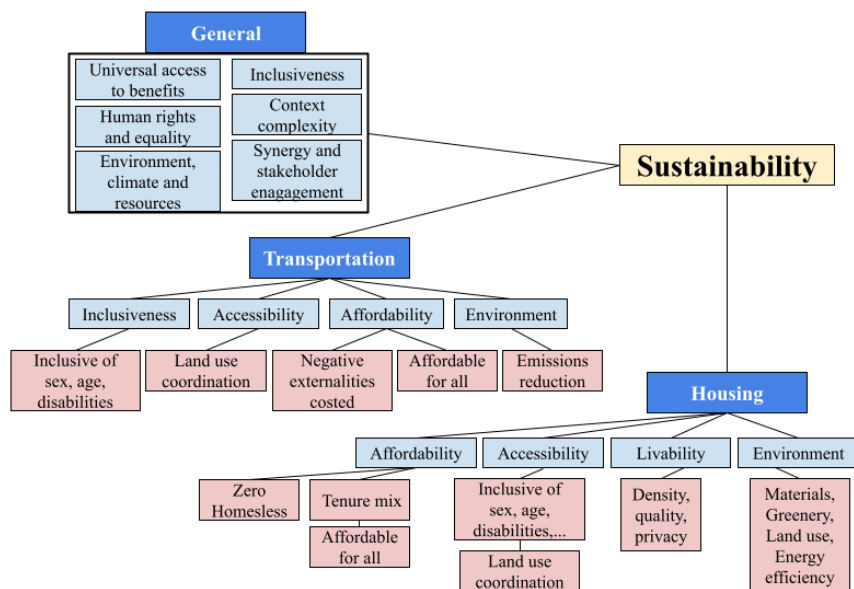 General
Universal access
to benefits
Inclusiveness
Human rights
and equality
Context
complexity
Environment,
climate and
resources
Synergy and
stakeholder
enagagement
Sustainability
Transportation
Inclusiveness
Accessibility
Affordability
Environment
Inclusive of
sex, age,
disabilities
Land use
coordination
Negative
externalities
costed
Affordable
for all
Emissions
reduction
Housing
Affordability
Accessibility
Livability
Environment
Zero
Homesless
Tenure mix
Affordable
for all
Inclusive of
sex, age,
disabilities,...
Land use
coordination
Density,
quality,
privacy
Materials,
Greenery,
Land use,
Energy
efficiency